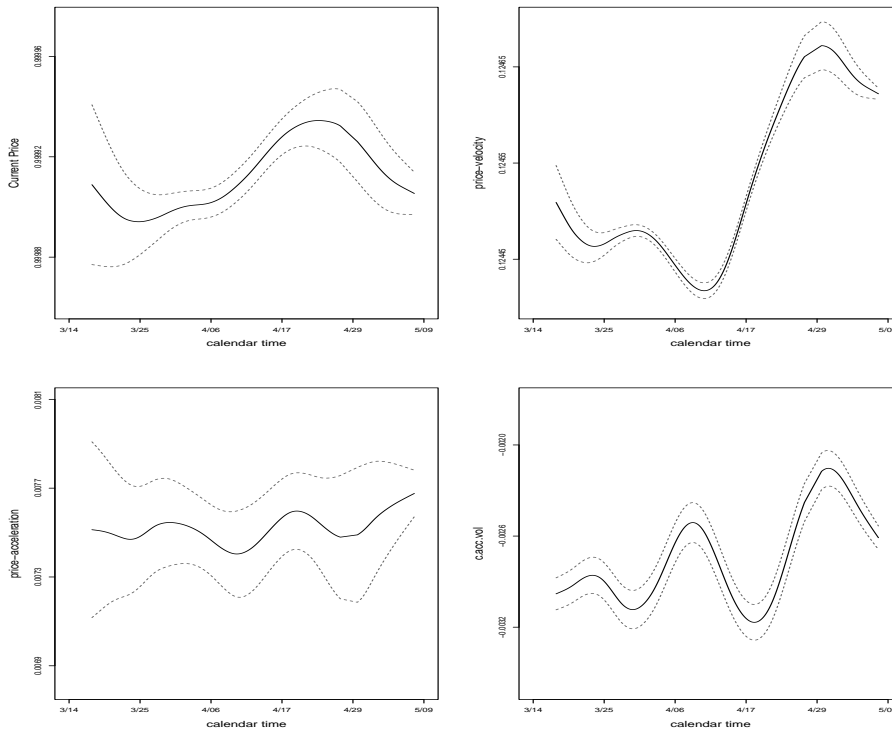 Current Price
0.99996
0.99992
0.99988
3/14 3/25 4/06 4/17 4/29 5/09
calendar time
price-velocity
0.12465
0.12455
0.12445
3/14 3/25 4/06 4/17 4/29 5/0
calendar time
price-acceleration
0.0081
0.0077
0.0073
0.0069
3/14 3/25 4/06 4/17 4/29 5/09
calendar time
c.acc.vol
-0.0020
-0.0026
-0.0032
3/14 3/25 4/06 4/17 4/29 5/0
calendar time